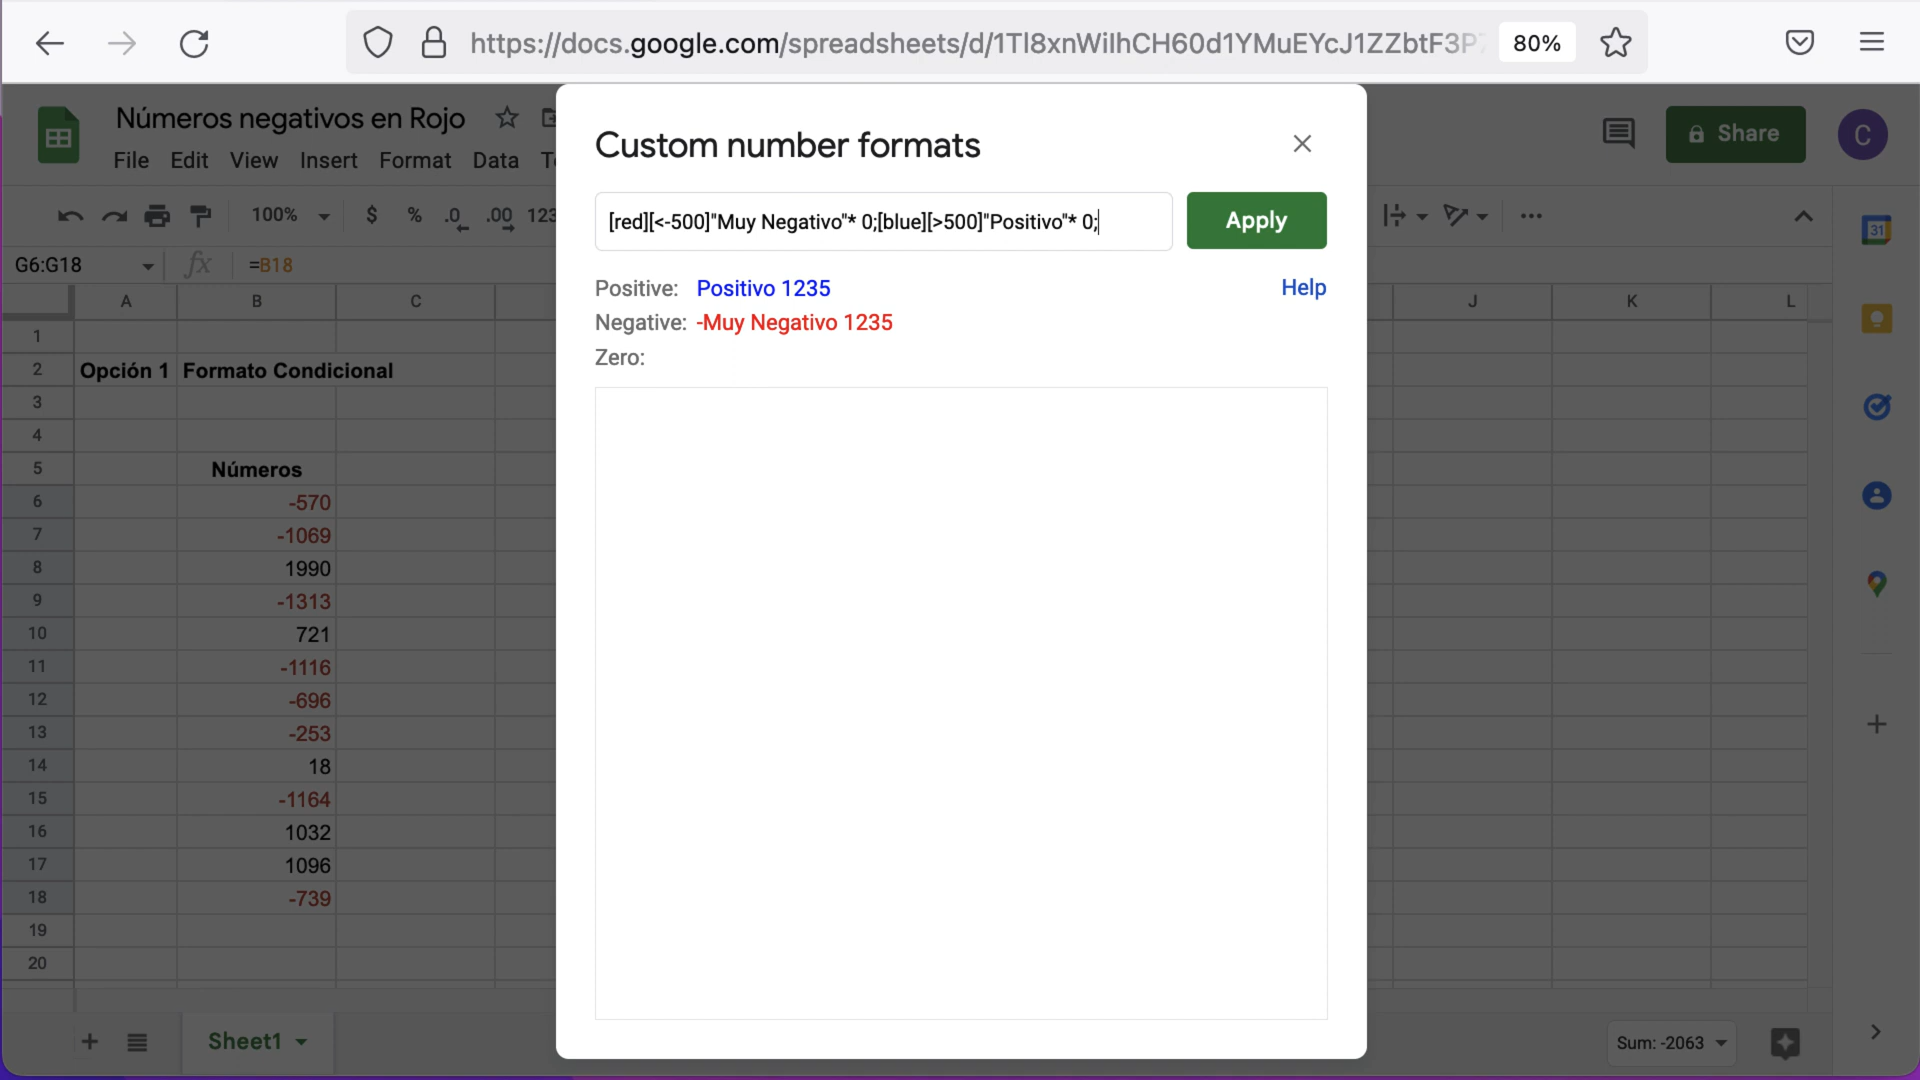 https://docs.google.com/spreadsheets/d/1Tl8xnWilhCH60d1YMuEYcJ1ZZbtF3P7
80%
Números negativos en Rojo
File Edit View Insert Format Data
Share
C
100% $ % .0 .00 123
G6:G18 =B18
A B C J K L
1
2 Opción 1 Formato Condicional
3
4
5 Números
6 -570
7 -1069
8 1990
9 -1313
10 721
11 -1116
12 -696
13 -253
14 18
15 -1164
16 1032
17 1096
18 -739
19
20
Sheet1
Sum: -2063
31
Custom number formats
[red][<-500]"Muy Negativo"* 0;[blue][>500]"Positivo"* 0;
Apply
Positive: Positivo 1235
Help
Negative: -Muy Negativo 1235
Zero: